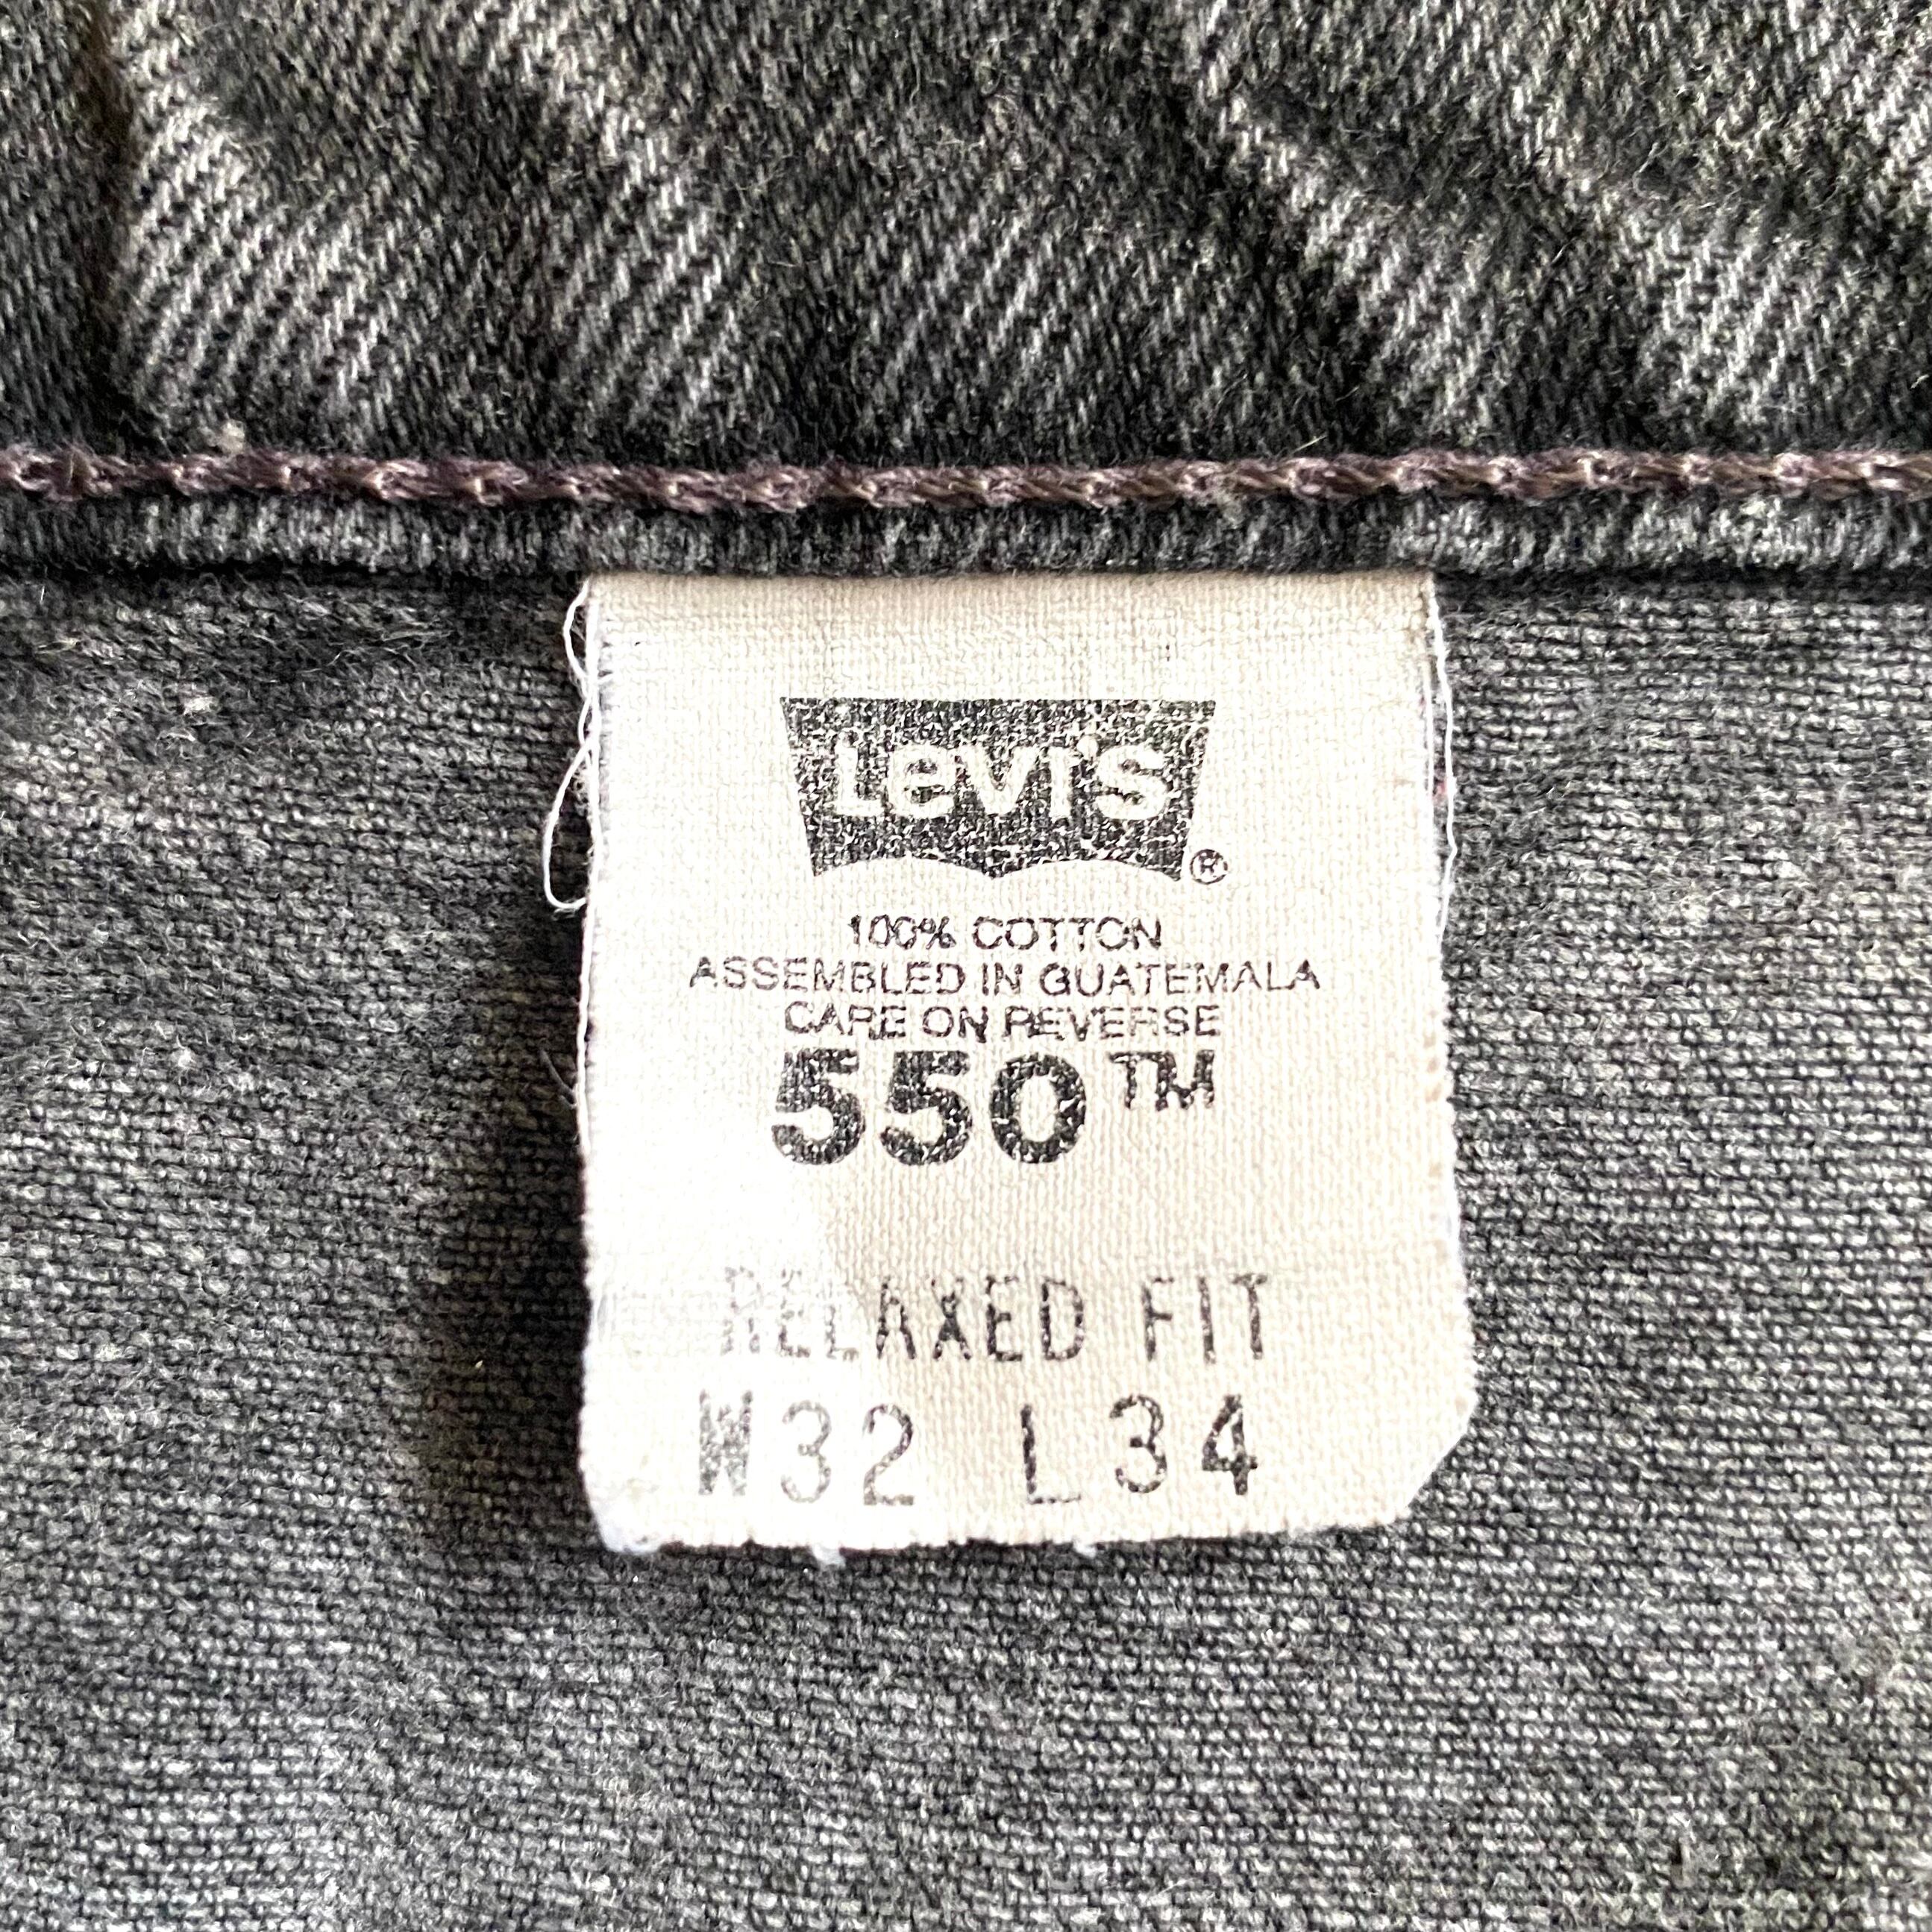 Levi's ®
100% COTTON
ASSEMBLED IN GUATEMALA
CARE ON REVERSE
550™
RELAXED FIT
W32 L34